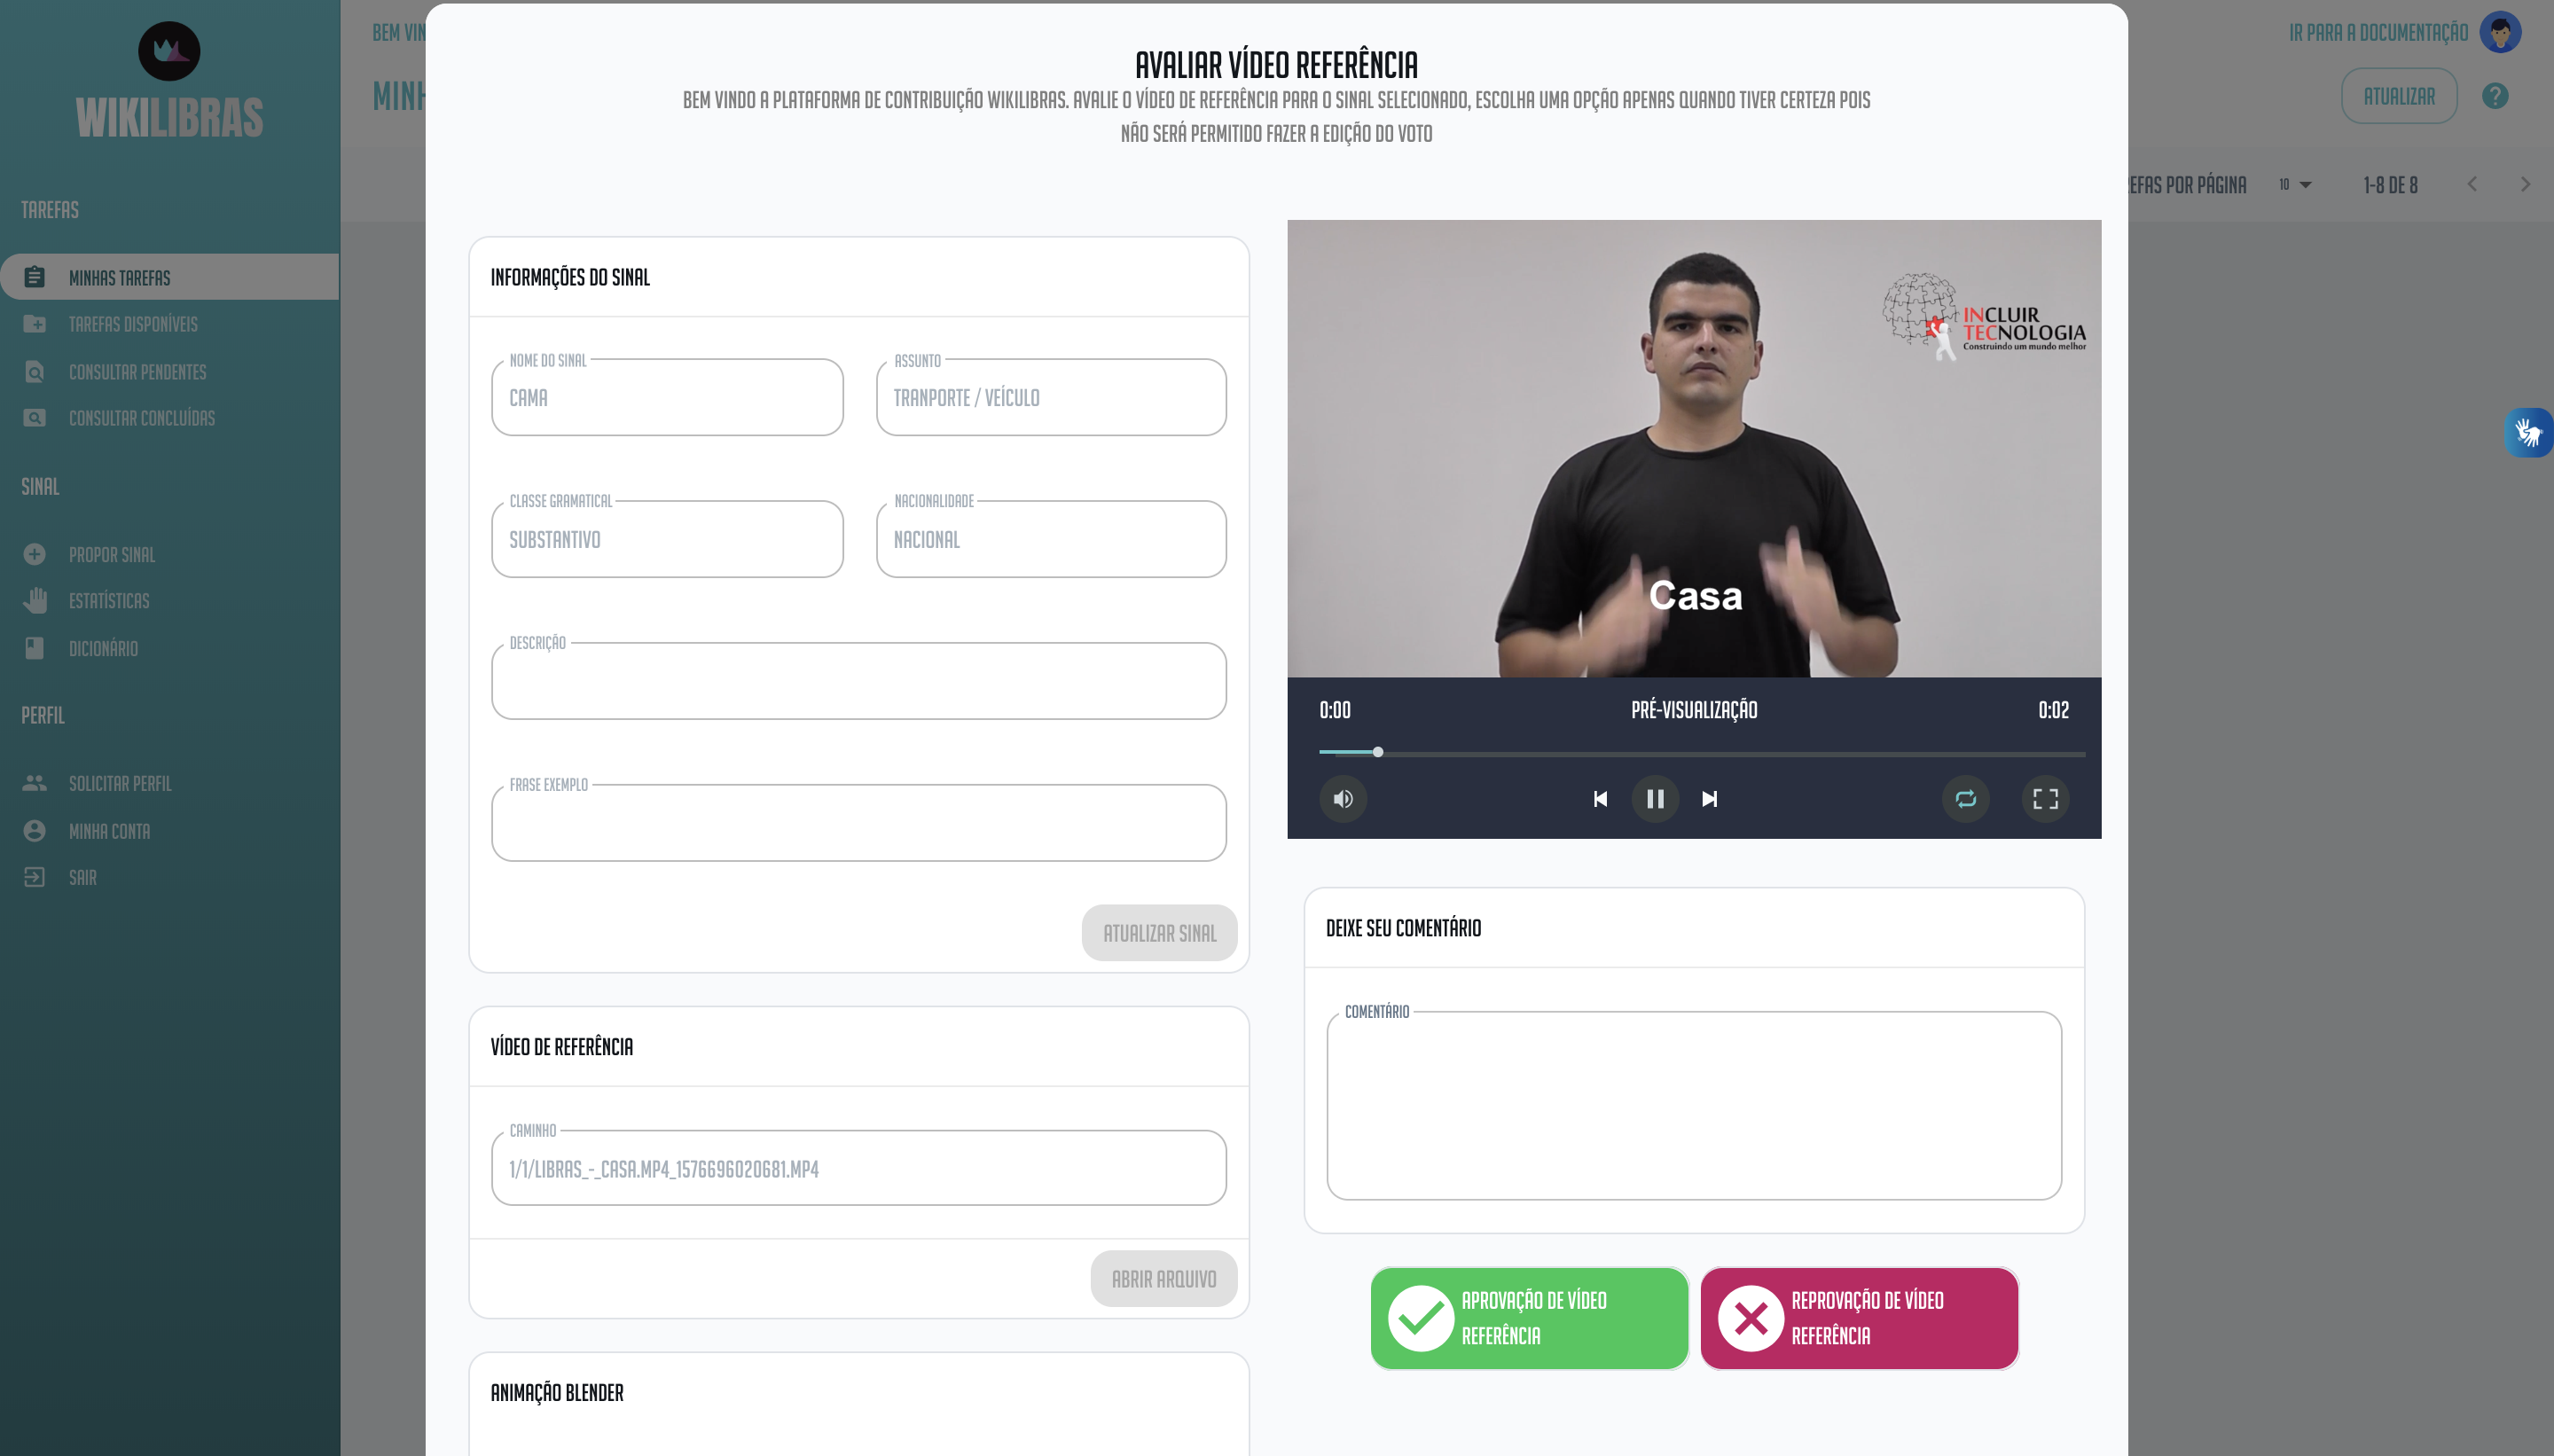 WIKILIBRAS
TAREFAS
MINHAS TAREFAS
TAREFAS DISPONÍVEIS
CONSULTAR PENDENTES
CONSULTAR CONCLUÍDAS
SINAL
PROPOR SINAL
ESTATÍSTICAS
DICIONÁRIO
PERFIL
SOLICITAR PERFIL
MINHA CONTA
SAIR
BEM VIN
MINH
IR PARA A DOCUMENTAÇÃO
ATUALIZAR
?
EFAS POR PÁGINA 10 1-8 DE 8
AVALIAR VÍDEO REFERÊNCIA
BEM VINDO A PLATAFORMA DE CONTRIBUIÇÃO WIKILIBRAS. AVALIE O VÍDEO DE REFERÊNCIA PARA O SINAL SELECIONADO, ESCOLHA UMA OPÇÃO APENAS QUANDO TIVER CERTEZA POIS
NÃO SERÁ PERMITIDO FAZER A EDIÇÃO DO VOTO
INFORMAÇÕES DO SINAL
NOME DO SINAL
CAMA
ASSUNTO
TRANPORTE / VEÍCULO
CLASSE GRAMATICAL
SUBSTANTIVO
NACIONALIDADE
NACIONAL
DESCRIÇÃO
FRASE EXEMPLO
ATUALIZAR SINAL
VÍDEO DE REFERÊNCIA
CAMINHO
1/1/LIBRAS_-_CASA.MP4_1576696020681.MP4
ABRIR ARQUIVO
ANIMAÇÃO BLENDER
INCLUIR
TECNOLOGIA
Construindo um mundo melhor
Casa
0:00 PRÉ-VISUALIZAÇÃO 0:02
DEIXE SEU COMENTÁRIO
COMENTÁRIO
APROVAÇÃO DE VÍDEO
REFERÊNCIA
REPROVAÇÃO DE VÍDEO
REFERÊNCIA